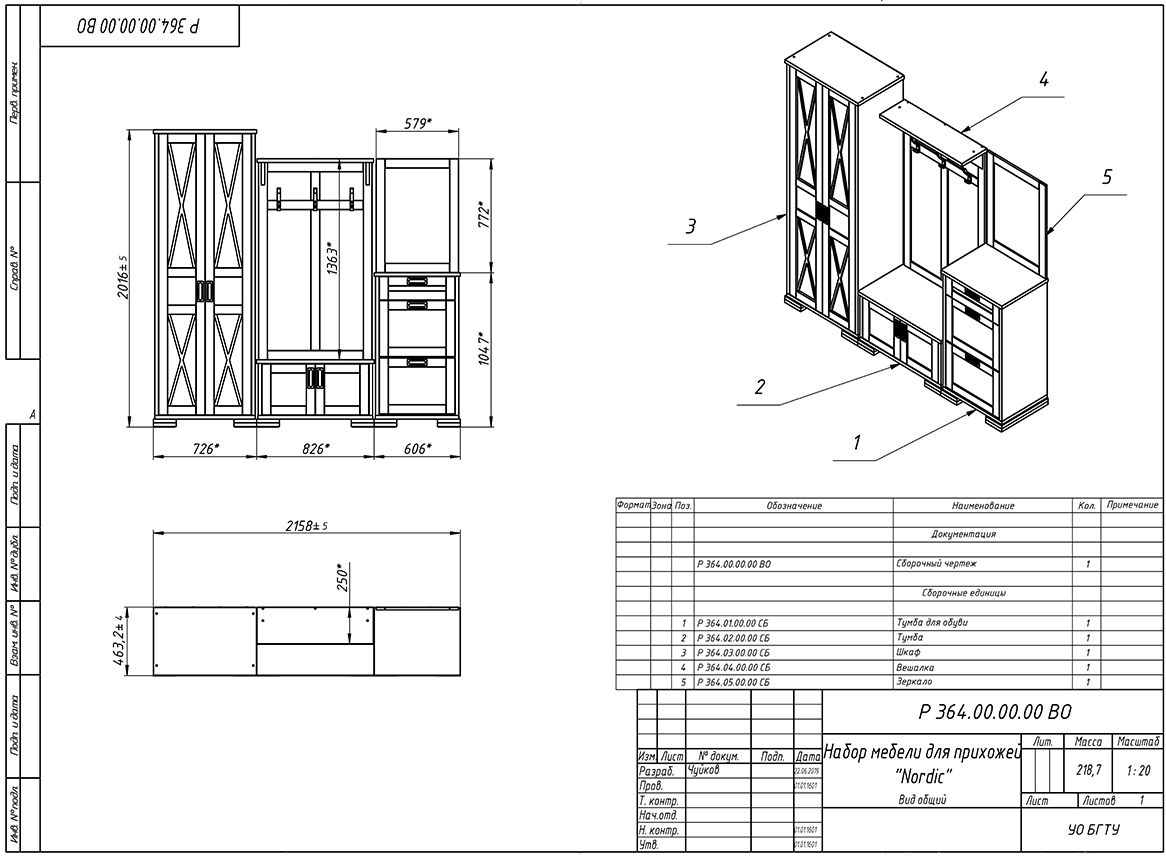 Р 364.00.00.00 ВО
Перв. примен.
Справ. №
Подп. и дата
Инв. № дубл.
Взам. инв. №
Подп. и дата
Инв. № подл.
А
579*
2016±5
1363*
772*
1047*
726*
826*
606*
2158±5
250*
463,2±4
4
5
3
2
1
Формат Зона Поз. Обозначение Наименование Кол. Примечание
Документация
Р 364.00.00.00 ВО Сборочный чертеж 1
Сборочные единицы
1 Р 364.01.00.00 СБ Тумба для обуви 1
2 Р 364.02.00.00 СБ Тумба 1
3 Р 364.03.00.00 СБ Шкаф 1
4 Р 364.04.00.00 СБ Вешалка 1
5 Р 364.05.00.00 СБ Зеркало 1
Р 364.00.00.00 ВО
Изм. Лист № докум. Подп. Дата
Разраб. Чуйков 22.06.2015
Пров. 01.01.1601
Т. контр.
Нач.отд.
Н. контр. 01.01.1601
Утв. 01.01.1601
Набор мебели для прихожей
"Nordic"
Вид общий
Лит. Масса Масштаб
218,7 1:20
Лист Листов 1
УО БГТУ